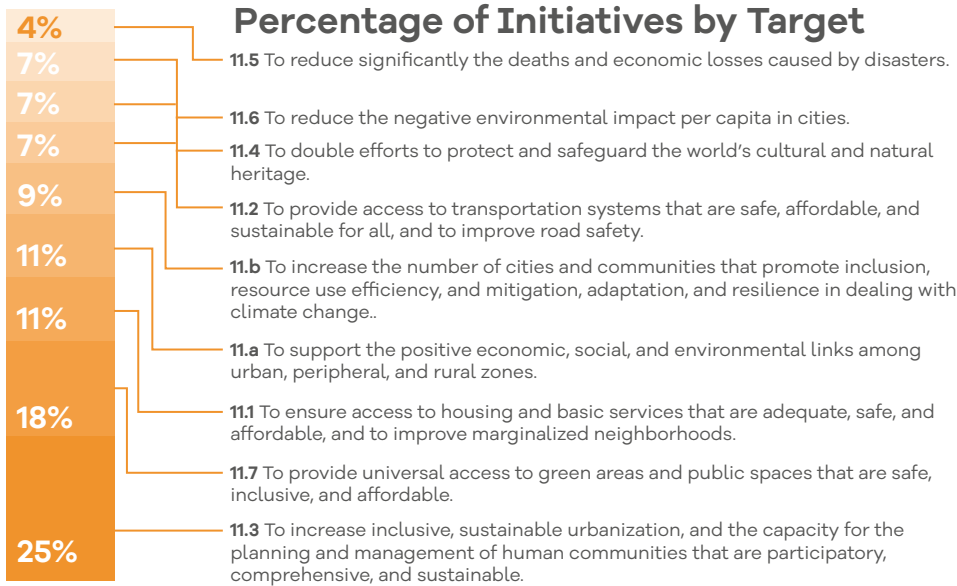 Percentage of Initiatives by Target
4%
7%
7%
7%
9%
11%
11%
18%
25%
11.5 To reduce significantly the deaths and economic losses caused by disasters.
11.6 To reduce the negative environmental impact per capita in cities.
11.4 To double efforts to protect and safeguard the world's cultural and natural
heritage.
11.2 To provide access to transportation systems that are safe, affordable, and
sustainable for all, and to improve road safety.
11.b To increase the number of cities and communities that promote inclusion,
resource use efficiency, and mitigation, adaptation, and resilience in dealing with
climate change..
11.a To support the positive economic, social, and environmental links among
urban, peripheral, and rural zones.
11.1 To ensure access to housing and basic services that are adequate, safe, and
affordable, and to improve marginalized neighborhoods.
11.7 To provide universal access to green areas and public spaces that are safe,
inclusive, and affordable.
11.3 To increase inclusive, sustainable urbanization, and the capacity for the
planning and management of human communities that are participatory,
comprehensive, and sustainable.